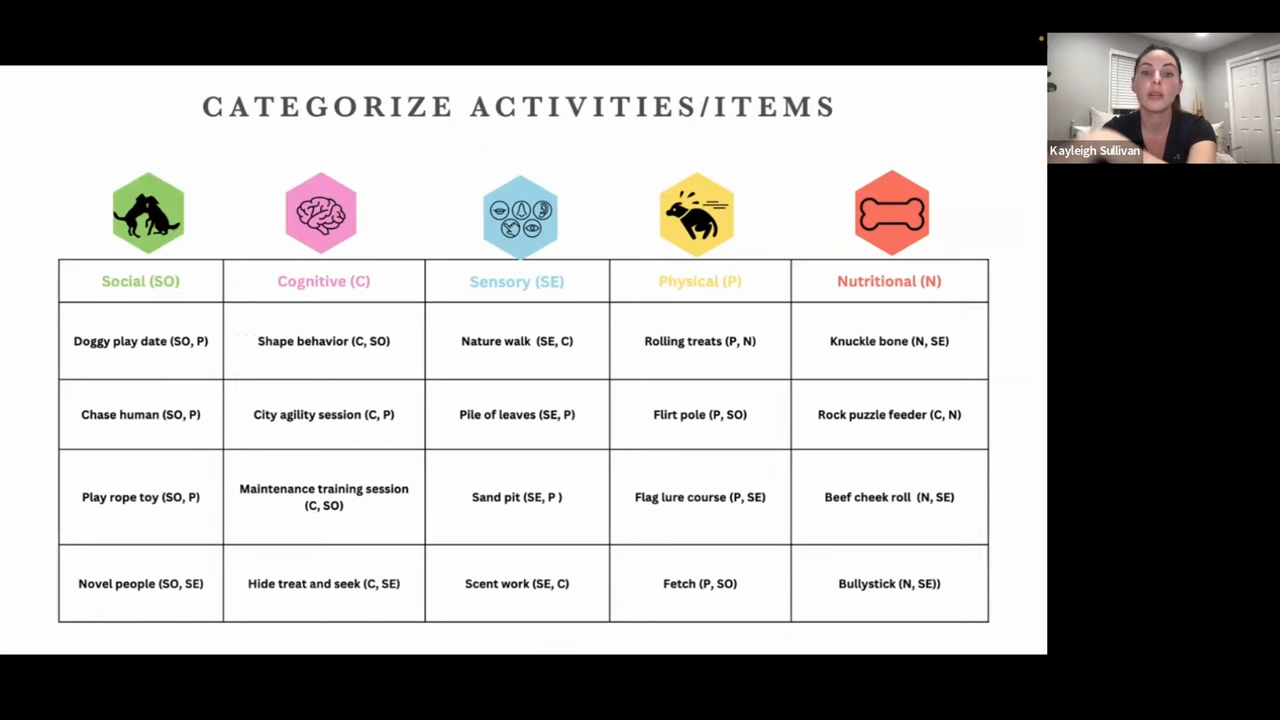 CATEGORIZE ACTIVITIES/ITEMS
Kayleigh Sullivan
Social (SO)
Cognitive (C)
Sensory (SE)
Physical (P)
Nutritional (N)
Doggy play date (SO, P)
Shape behavior (C, SO)
Nature walk (SE, C)
Rolling treats (P, N)
Knuckle bone (N, SE)
Chase human (SO, P)
City agility session (C, P)
Pile of leaves (SE, P)
Flirt pole (P, SO)
Rock puzzle feeder (C, N)
Play rope toy (SO, P)
Maintenance training session
(C, SO)
Sand pit (SE, P )
Flag lure course (P, SE)
Beef cheek roll (N, SE)
Novel people (SO, SE)
Hide treat and seek (C, SE)
Scent work (SE, C)
Fetch (P, SO)
Bullystick (N, SE))